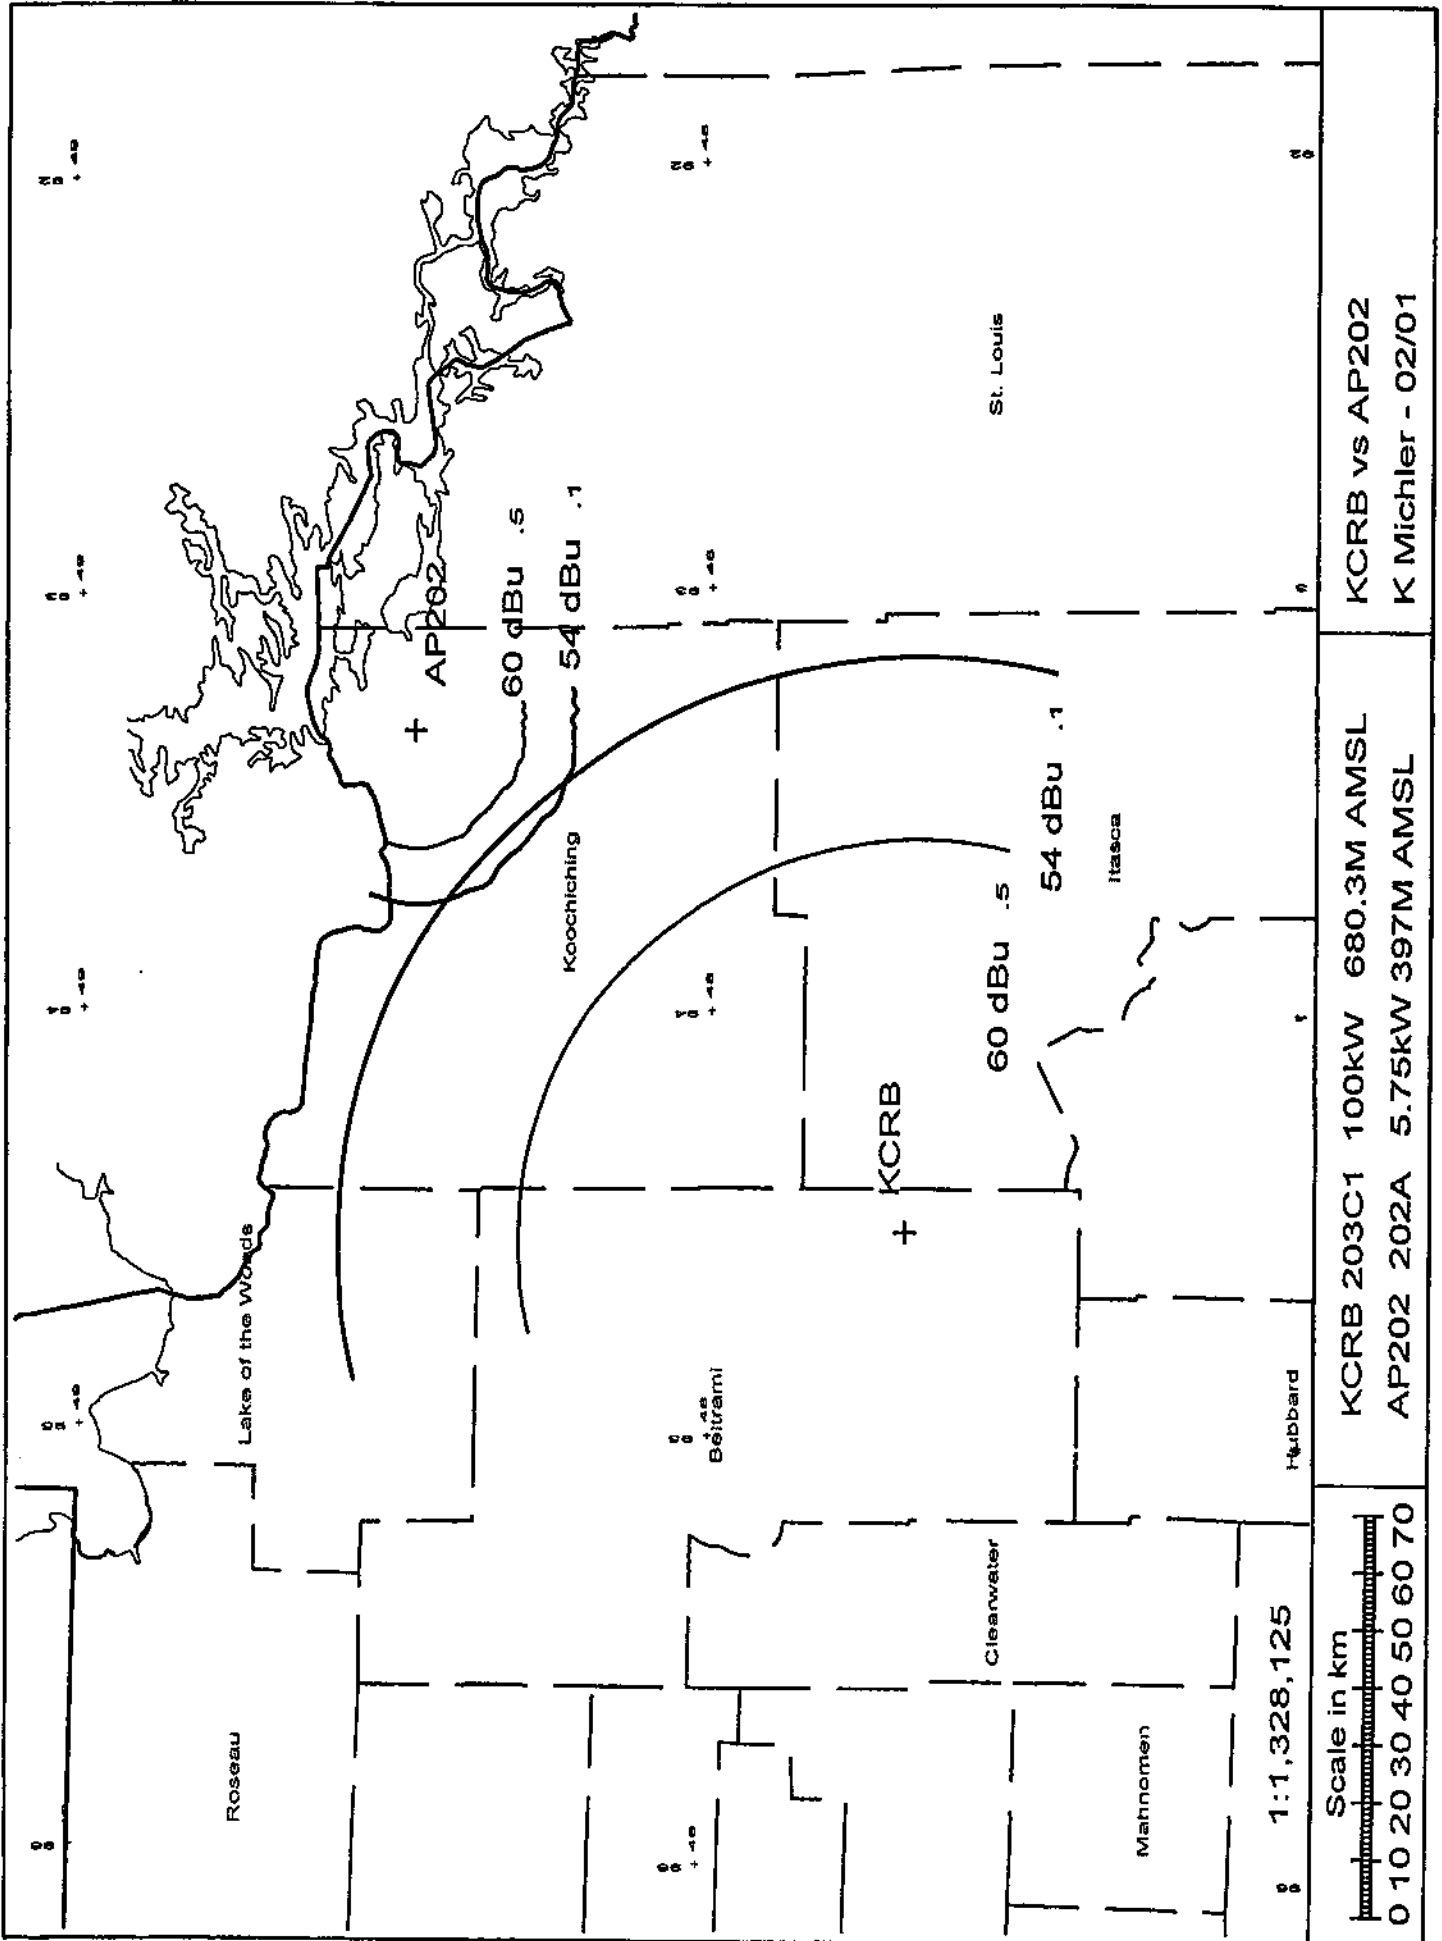 Roseau
Lake of the Woods
Koochiching
St. Louis
Beltrami
Clearwater
Mahnomen
Hubbard
Itasca
AP202
60 dBu .5
54 dBu .1
KCRB
60 dBu .5
54 dBu .1
1:1,328,125
Scale in km
0 10 20 30 40 50 60 70
KCRB 203C1 100kW 680.3M AMSL
AP202 202A 5.75kW 397M AMSL
KCRB vs AP202
K Michler - 02/01